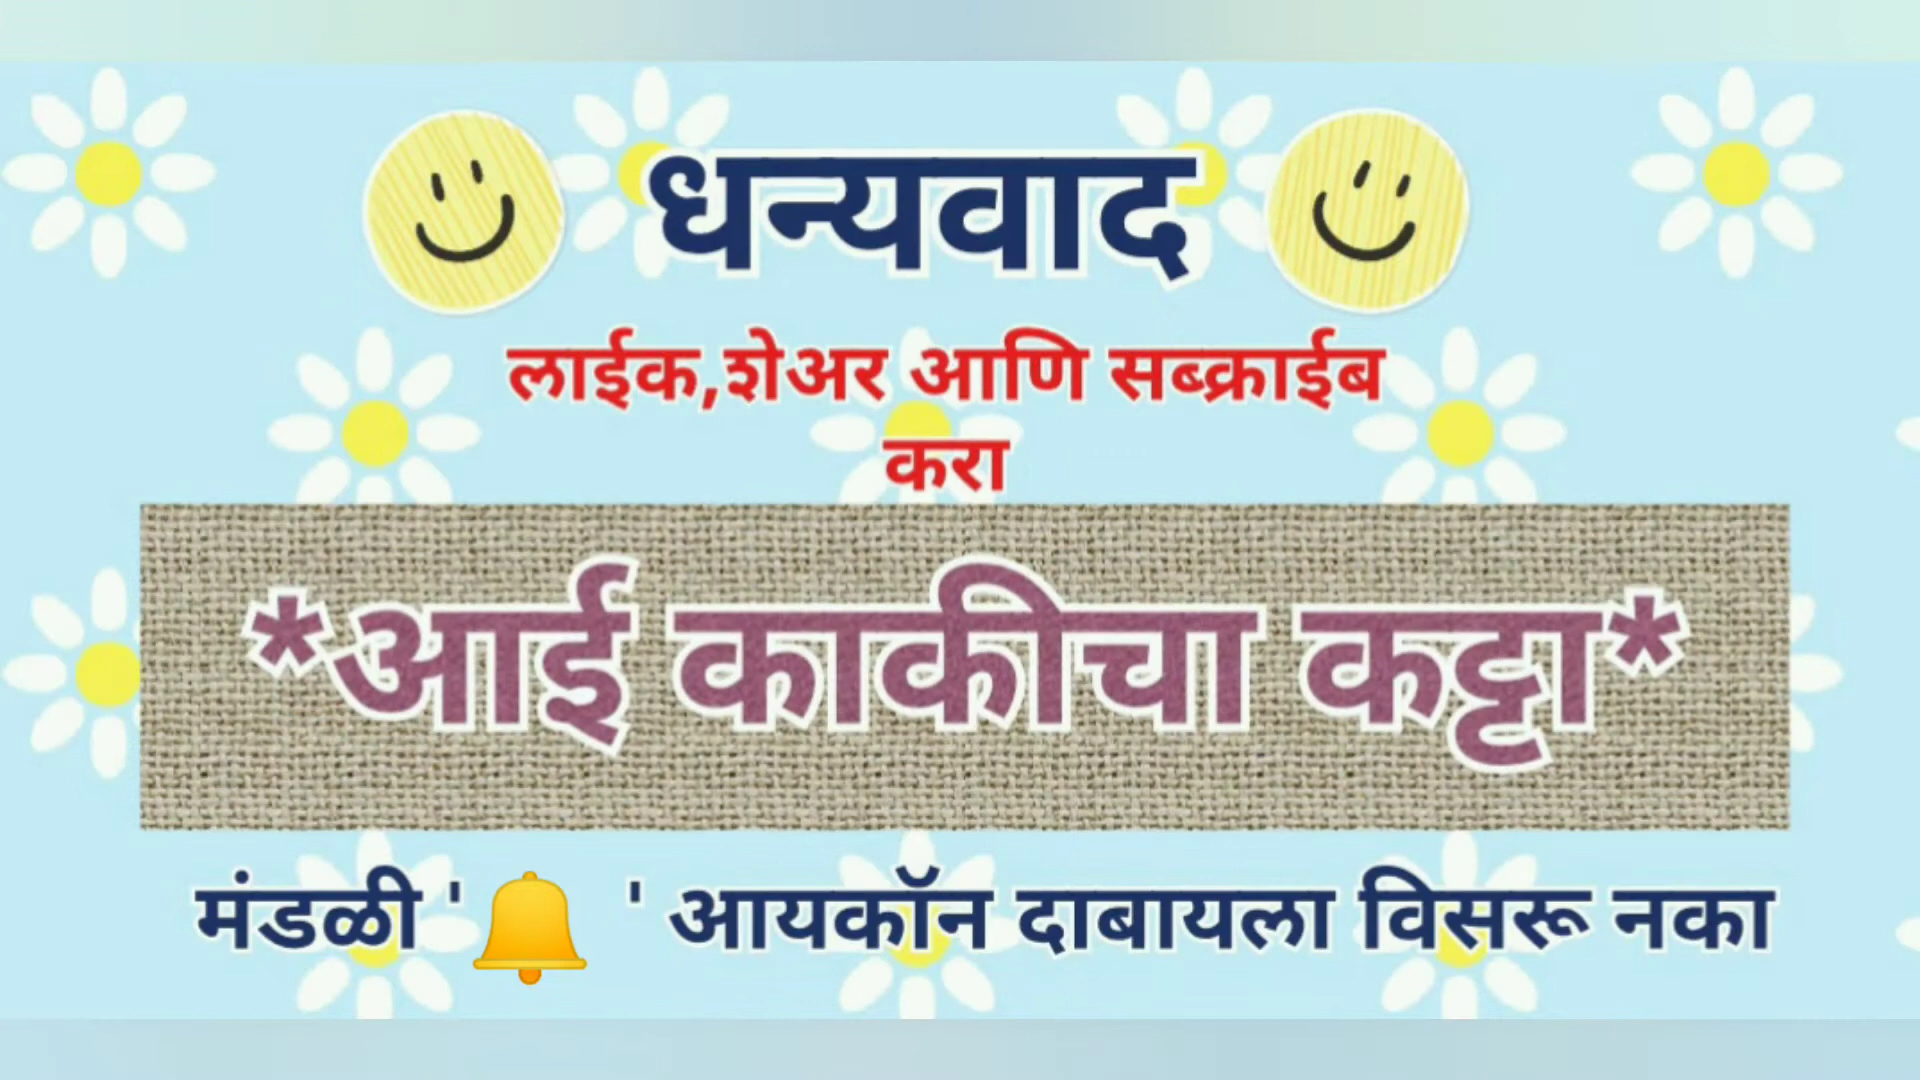 धन्यवाद
लाईक,शेअर आणि सब्क्राईब
करा
*आई काकीचा कट्टा*
मंडळी '🔔 ' आयकॉन दाबायला विसरू नका